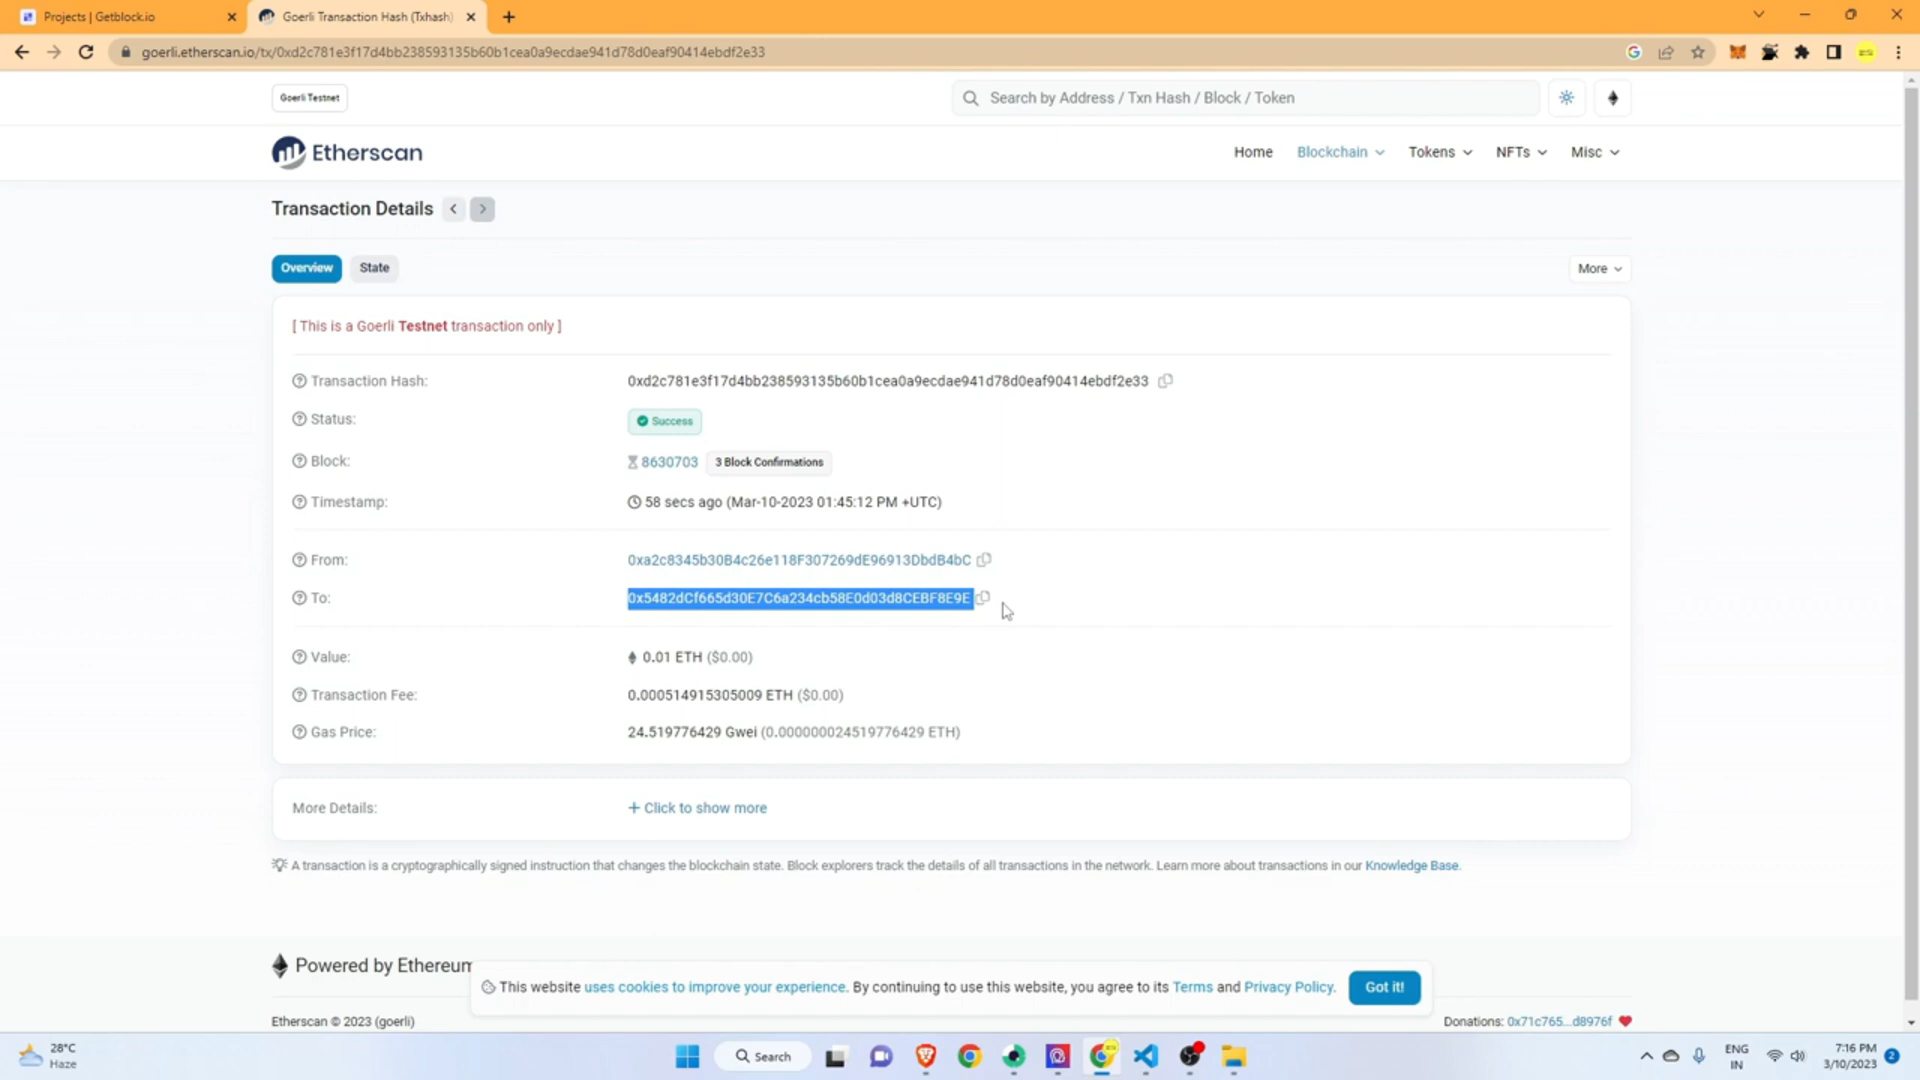 Projects | Getblock.io
Goerli Transaction Hash (Txhash)
goerli.etherscan.io/tx/0xd2c781e3f17d4bb238593135b60b1cea0a9ecdae941d78d0eaf90414ebdf2e33
Goerli Testnet
Search by Address / Txn Hash / Block / Token
Etherscan
Home Blockchain Tokens NFTs Misc
Transaction Details
Overview State
More
[ This is a Goerli Testnet transaction only ]
Transaction Hash: 0xd2c781e3f17d4bb238593135b60b1cea0a9ecdae941d78d0eaf90414ebdf2e33
Status: Success
Block: 8630703 3 Block Confirmations
Timestamp: 58 secs ago (Mar-10-2023 01:45:12 PM +UTC)
From: 0xa2c8345b30B4c26e118F307269dE96913DbdB4bC
To: 0x5482dCf665d30E7C6a234cb58E0d03d8CEBF8E9E
Value: 0.01 ETH ($0.00)
Transaction Fee: 0.000514915305009 ETH ($0.00)
Gas Price: 24.519776429 Gwei (0.000000024519776429 ETH)
More Details: + Click to show more
A transaction is a cryptographically signed instruction that changes the blockchain state. Block explorers track the details of all transactions in the network. Learn more about transactions in our Knowledge Base.
Powered by Ethereum
This website uses cookies to improve your experience. By continuing to use this website, you agree to its Terms and Privacy Policy.
Got it!
Etherscan © 2023 (goerli)
Donations: 0x71c765...d8976f
28°C
Haze
Search
ENG
IN
7:16 PM
3/10/2023
2